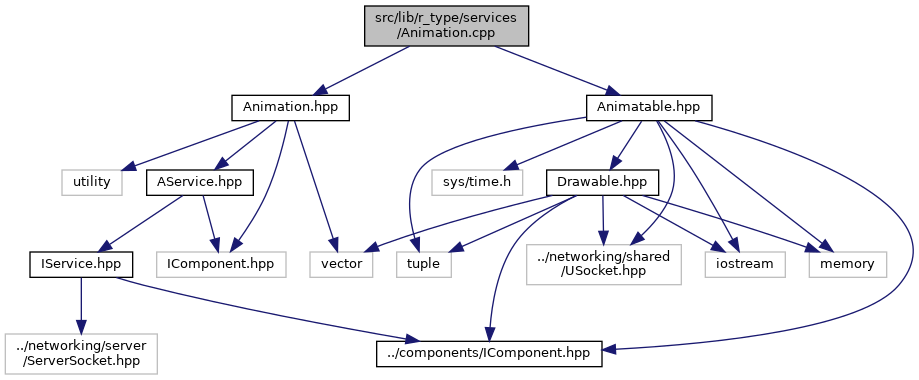 src/lib/r_type/services
/Animation.cpp
Animation.hpp
Animatable.hpp
utility
AService.hpp
sys/time.h
Drawable.hpp
IService.hpp
IComponent.hpp
vector
tuple
../networking/shared
/USocket.hpp
iostream
memory
../networking/server
/ServerSocket.hpp
../components/IComponent.hpp